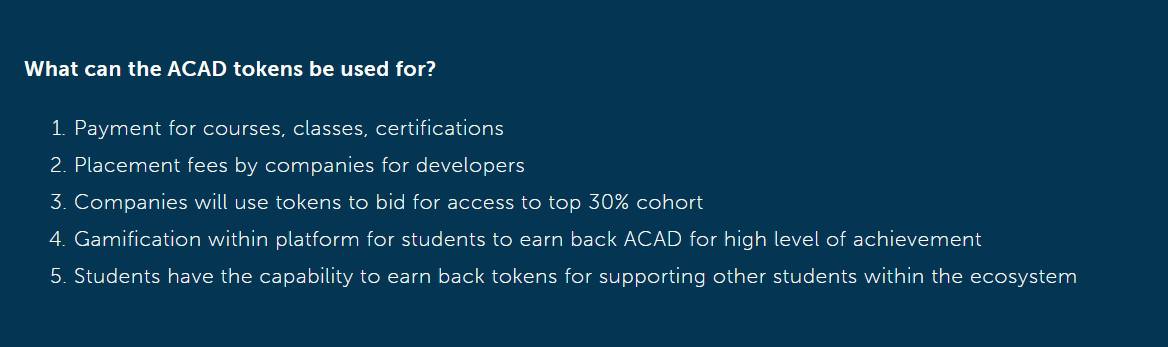 What can the ACAD tokens be used for?
1. Payment for courses, classes, certifications
2. Placement fees by companies for developers
3. Companies will use tokens to bid for access to top 30% cohort
4. Gamification within platform for students to earn back ACAD for high level of achievement
5. Students have the capability to earn back tokens for supporting other students within the ecosystem